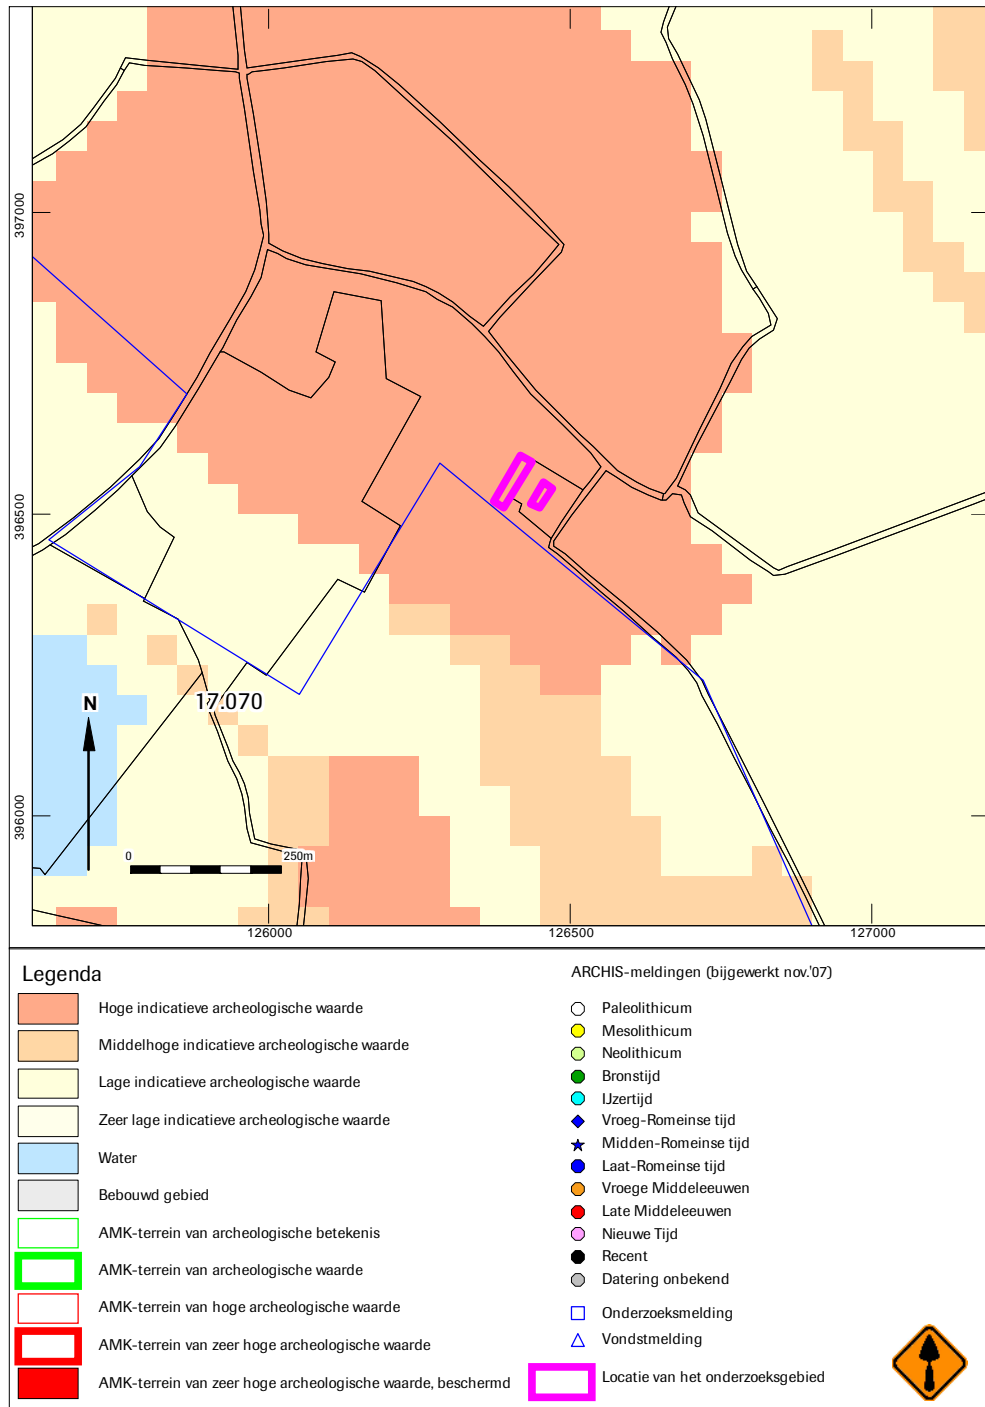 397000
396500
396000
17.070
N
0 250m
126000 126500 127000
Legenda
Hoge indicatieve archeologische waarde
Middelhoge indicatieve archeologische waarde
Lage indicatieve archeologische waarde
Zeer lage indicatieve archeologische waarde
Water
Bebouwd gebied
AMK-terrein van archeologische betekenis
AMK-terrein van archeologische waarde
AMK-terrein van hoge archeologische waarde
AMK-terrein van zeer hoge archeologische waarde
AMK-terrein van zeer hoge archeologische waarde, beschermd
ARCHIS-meldingen (bijgewerkt nov.'07)
Paleolithicum
Mesolithicum
Neolithicum
Bronstijd
IJzertijd
Vroeg-Romeinse tijd
Midden-Romeinse tijd
Laat-Romeinse tijd
Vroege Middeleeuwen
Late Middeleeuwen
Nieuwe Tijd
Recent
Datering onbekend
Onderzoeksmelding
Vondstmelding
Locatie van het onderzoeksgebied